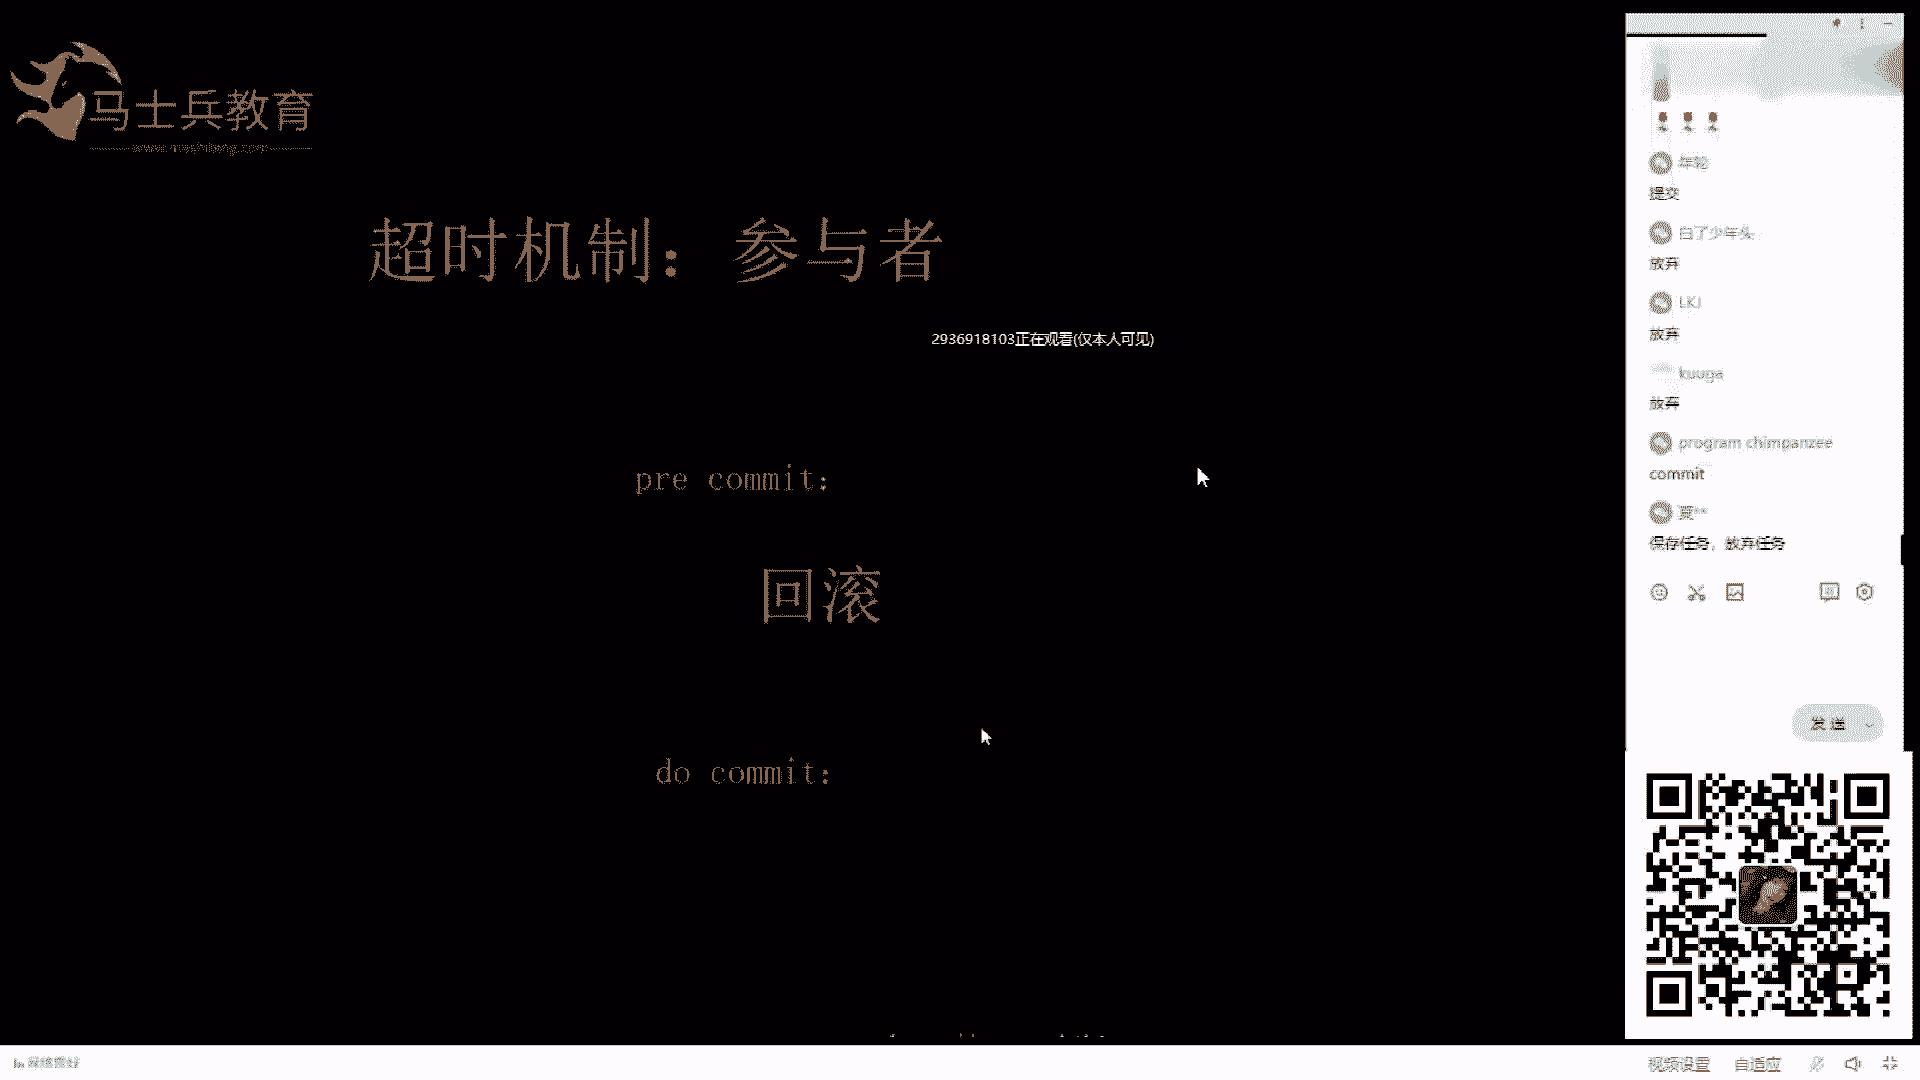 马士兵教育
www.mashibing.com
超时机制：参与者
2936918103正在观看(仅本人可见)
pre commit：
回滚
do commit：
年轮
提交
白了少年头
放弃
LKJ
放弃
kuuga
放弃
program chimpanzee
commit
夏**
保存任务，放弃任务
发送
网络良好
视频设置
自适应